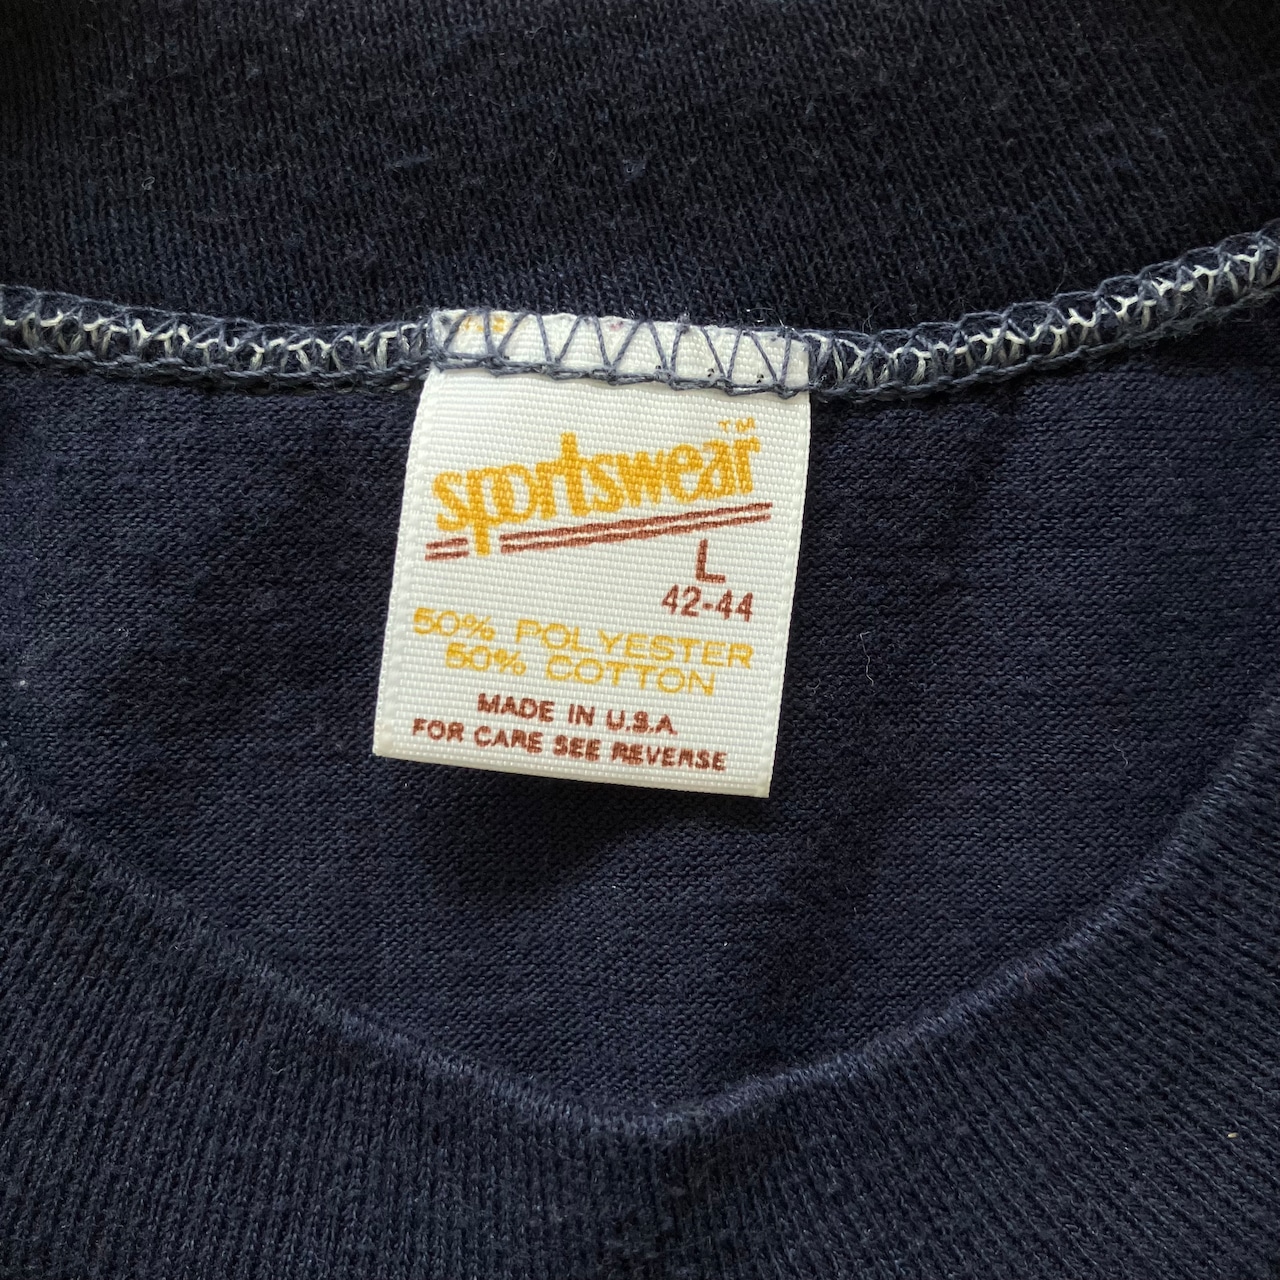 sportswear™
L
42-44
50% POLYESTER
50% COTTON
MADE IN U.S.A
FOR CARE SEE REVERSE